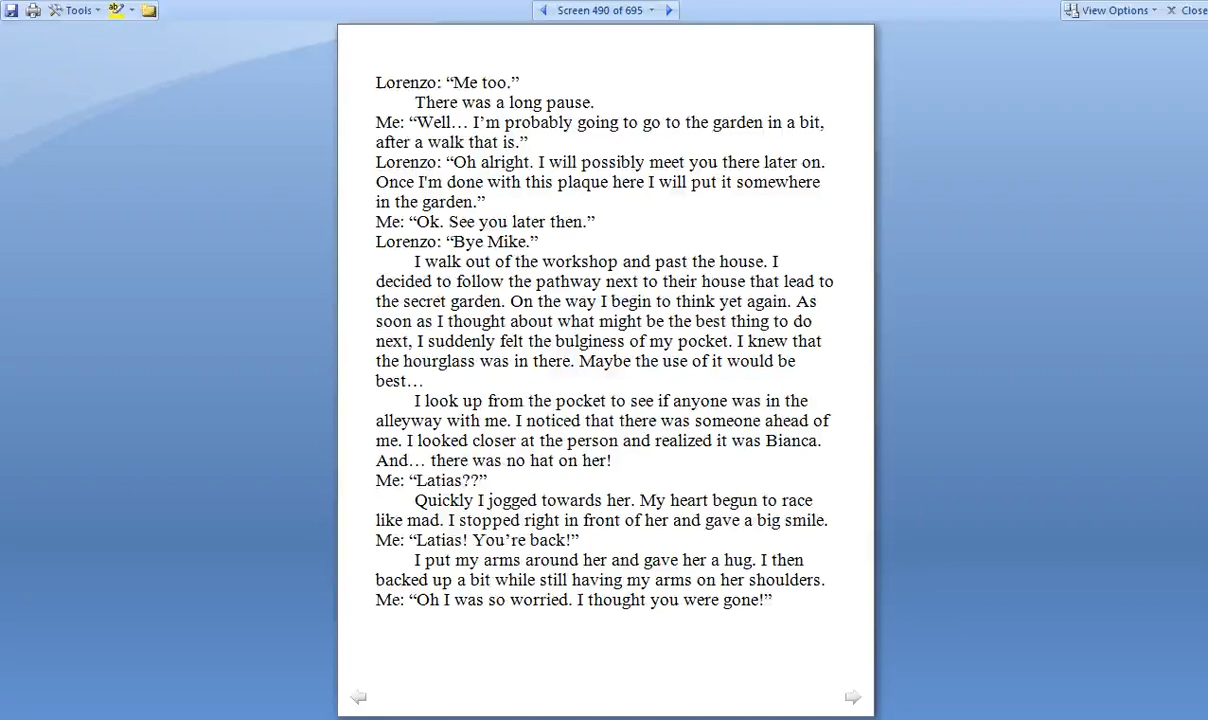 Tools
Screen 490 of 695
View Options
Close
Lorenzo: “Me too.”
There was a long pause.
Me: “Well… I’m probably going to go to the garden in a bit,
after a walk that is.”
Lorenzo: “Oh alright. I will possibly meet you there later on.
Once I'm done with this plaque here I will put it somewhere
in the garden.”
Me: “Ok. See you later then.”
Lorenzo: “Bye Mike.”
I walk out of the workshop and past the house. I
decided to follow the pathway next to their house that lead to
the secret garden. On the way I begin to think yet again. As
soon as I thought about what might be the best thing to do
next, I suddenly felt the bulginess of my pocket. I knew that
the hourglass was in there. Maybe the use of it would be
best…
I look up from the pocket to see if anyone was in the
alleyway with me. I noticed that there was someone ahead of
me. I looked closer at the person and realized it was Bianca.
And… there was no hat on her!
Me: “Latias??”
Quickly I jogged towards her. My heart begun to race
like mad. I stopped right in front of her and gave a big smile.
Me: “Latias! You’re back!”
I put my arms around her and gave her a hug. I then
backed up a bit while still having my arms on her shoulders.
Me: “Oh I was so worried. I thought you were gone!”